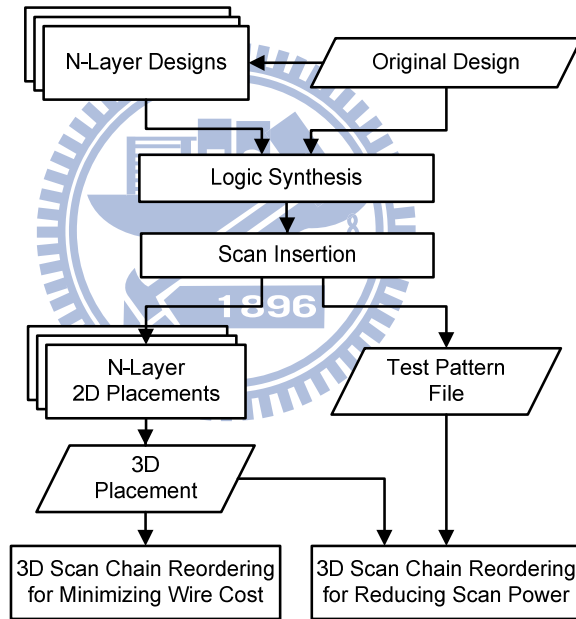 N-Layer Designs
Original Design
Logic Synthesis
Scan Insertion
1896
N-Layer
2D Placements
Test Pattern
File
3D
Placement
3D Scan Chain Reordering
for Minimizing Wire Cost
3D Scan Chain Reordering
for Reducing Scan Power